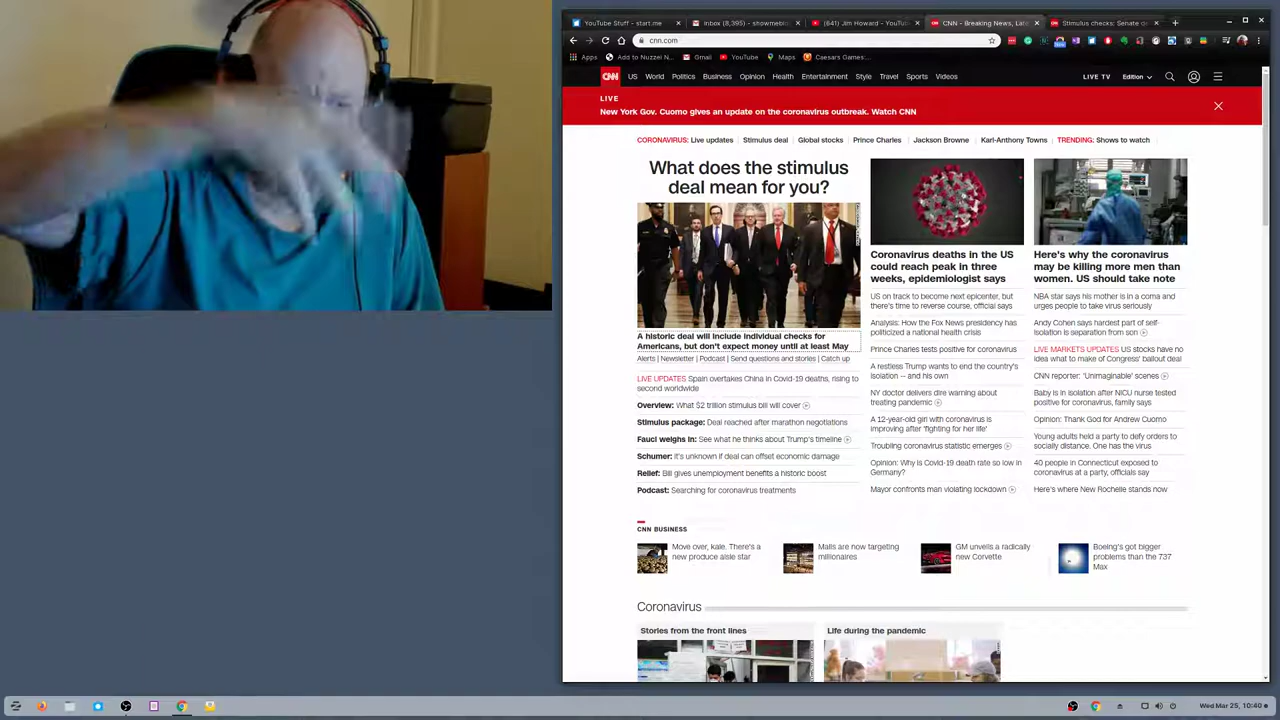 YouTube Stuff - start.me
Inbox (8,395) - showmeblo
(641) Jim Howard - YouT
CNN - Breaking News, Late
Stimulus checks: Senate
cnn.com
Apps
Add to Nuzzel N
Gmail
YouTube
Maps
Caesars Games:...
CNN
US World Politics Business Opinion Health Entertainment Style Travel Sports Videos
LIVE TV
Edition
LIVE
New York Gov. Cuomo gives an update on the coronavirus outbreak. Watch CNN
CORONAVIRUS: Live updates Stimulus deal Global stocks Prince Charles Jackson Browne Karl-Anthony Towns TRENDING: Shows to watch
What does the stimulus
deal mean for you?
A historic deal will include individual checks for
Americans, but don't expect money until at least May
Alerts | Newsletter | Podcast | Send questions and stories | Catch up
LIVE UPDATES Spain overtakes China in Covid-19 deaths, rising to
second worldwide
Overview: What $2 trillion stimulus bill will cover
Stimulus package: Deal reached after marathon negotiations
Fauci weighs in: See what he thinks about Trump's timeline
Schumer: It's unknown if deal can offset economic damage
Relief: Bill gives unemployment benefits a historic boost
Podcast: Searching for coronavirus treatments
Coronavirus deaths in the US
could reach peak in three
weeks, epidemiologist says
US on track to become next epicenter, but
there's time to reverse course, official says
Analysis: How the Fox News presidency has
politicized a national health crisis
Prince Charles tests positive for coronavirus
A restless Trump wants to end the country's
isolation -- and his own
NY doctor delivers dire warning about
treating pandemic
A 12-year-old girl with coronavirus is
improving after 'fighting for her life'
Troubling coronavirus statistic emerges
Opinion: Why is Covid-19 death rate so low in
Germany?
Mayor confronts man violating lockdown
Here's why the coronavirus
may be killing more men than
women. US should take note
NBA star says his mother is in a coma and
urges people to take virus seriously
Andy Cohen says hardest part of self-
isolation is separation from son
LIVE MARKETS UPDATES US stocks have no
idea what to make of Congress' bailout deal
CNN reporter: 'Unimaginable' scenes
Baby is in isolation after NICU nurse tested
positive for coronavirus, family says
Opinion: Thank God for Andrew Cuomo
Young adults held a party to defy orders to
socially distance. One has the virus
40 people in Connecticut exposed to
coronavirus at a party, officials say
Here's where New Rochelle stands now
CNN BUSINESS
Move over, kale. There's a
new produce aisle star
Malls are now targeting
millionaires
GM unveils a radically
new Corvette
Boeing's got bigger
problems than the 737
Max
Coronavirus
Stories from the front lines
Life during the pandemic
Wed Mar 25, 10:40